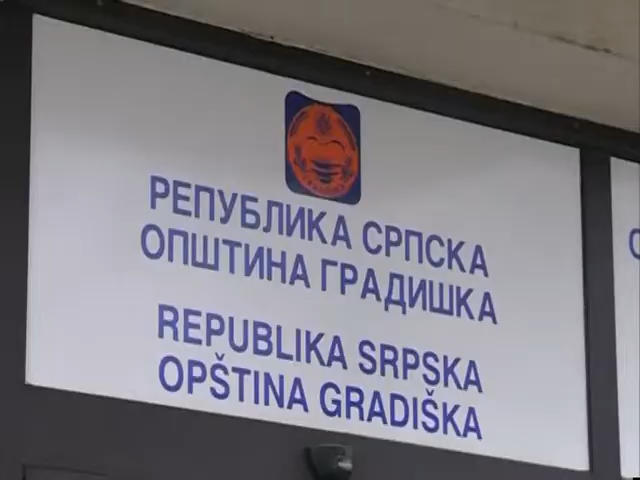 РЕПУБЛИКА СРПСКА
ОПШТИНА ГРАДИШКА
REPUBLIKA SRPSKA
OPŠTINA GRADIŠKA